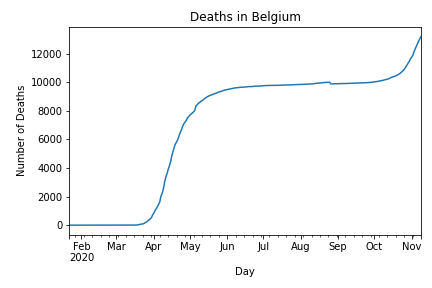 Deaths in Belgium
Number of Deaths
12000
10000
8000
6000
4000
2000
0
Feb Mar Apr May Jun Jul Aug Sep Oct Nov
2020
Day